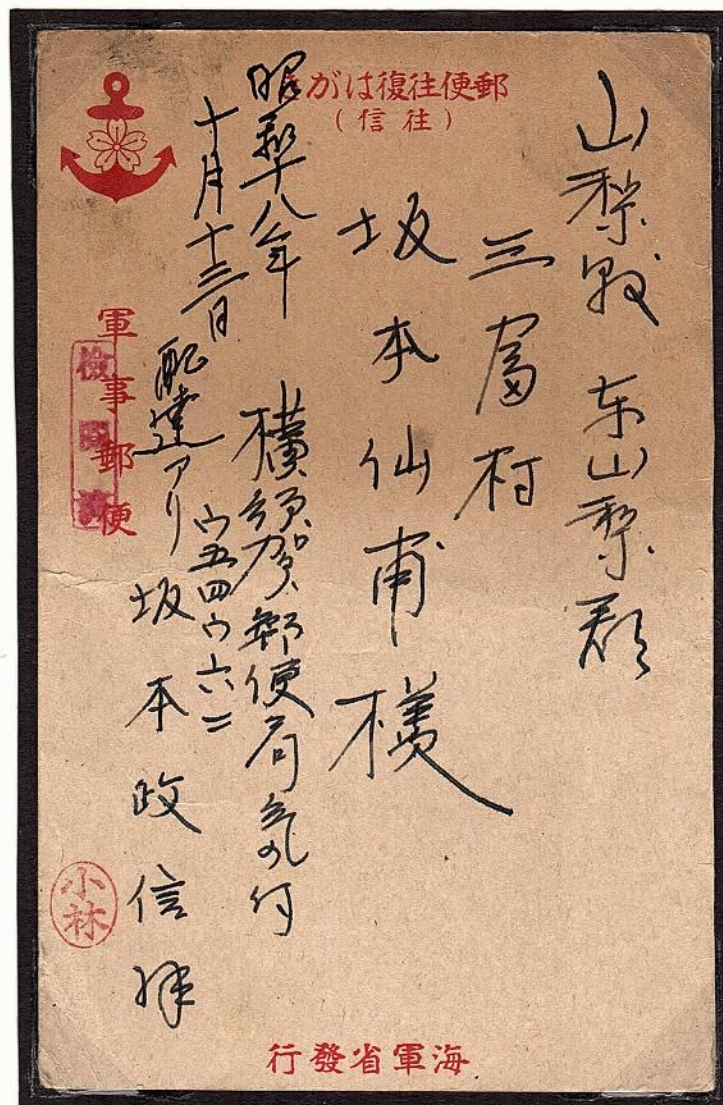 郵便往復はがき
(往信)
山梨縣 東山梨郡
三富村
坂本仙甫様
昭和十八年
十月十三日
配達アリ
横須賀郵便局気付
ウ五四ウ六二
坂本政信拝
軍事郵便
検閲済
小林
海軍省發行